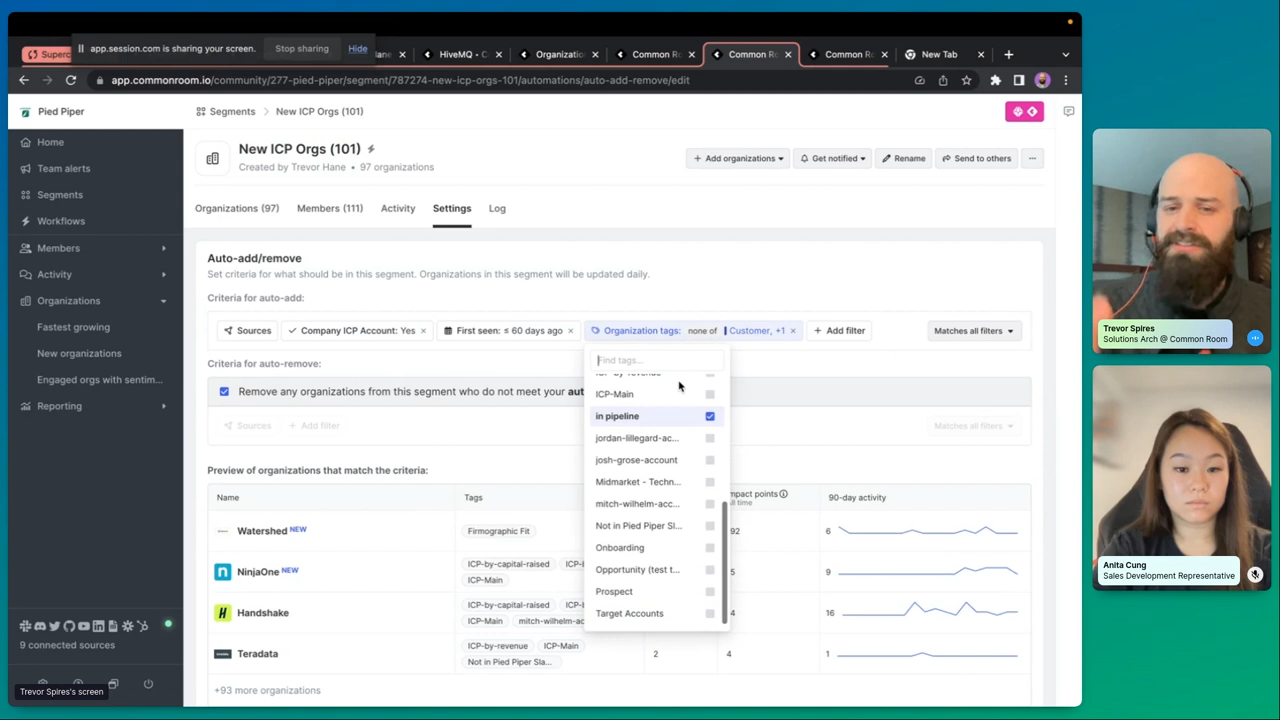 Superc
app.session.com is sharing your screen.
Stop sharing
Hide
HiveMQ - C
Organizatio
Common Ro
Common Ro
Common Ro
New Tab
app.commonroom.io/community/277-pied-piper/segment/787274-new-icp-orgs-101/automations/auto-add-remove/edit
Pied Piper
Home
Team alerts
Segments
Workflows
Members
Activity
Organizations
Fastest growing
New organizations
Engaged orgs with sentim...
Reporting
9 connected sources
Trevor Spires's screen
Segments > New ICP Orgs (101)
New ICP Orgs (101)
Created by Trevor Hane • 97 organizations
+ Add organizations
Get notified
Rename
Send to others
Organizations (97)
Members (111)
Activity
Settings
Log
Auto-add/remove
Set criteria for what should be in this segment. Organizations in this segment will be updated daily.
Criteria for auto-add:
Sources
Company ICP Account: Yes ×
First seen: ≤ 60 days ago ×
Organization tags: none of Customer, +1 ×
+ Add filter
Matches all filters
Criteria for auto-remove:
Remove any organizations from this segment who do not meet your
Sources
+ Add filter
Matches all filters
Find tags...
ICP-by-revenue
ICP-Main
in pipeline
jordan-lillegard-ac...
josh-grose-account
Midmarket - Techn...
mitch-wilhelm-acc...
Not in Pied Piper Sl...
Onboarding
Opportunity (test t...
Prospect
Target Accounts
Preview of organizations that match the criteria:
Name
Tags
90-day activity
Watershed NEW
Firmographic Fit
92
6
NinjaOne NEW
ICP-by-capital-raised
ICP-Main
5
9
Handshake
ICP-by-capital-raised
ICP-Main
mitch-wilhelm-ac
4
16
Teradata
ICP-by-revenue
ICP-Main
Not in Pied Piper Sla...
2
4
1
+93 more organizations
Trevor Spires
Solutions Arch @ Common Room
Anita Cung
Sales Development Representative